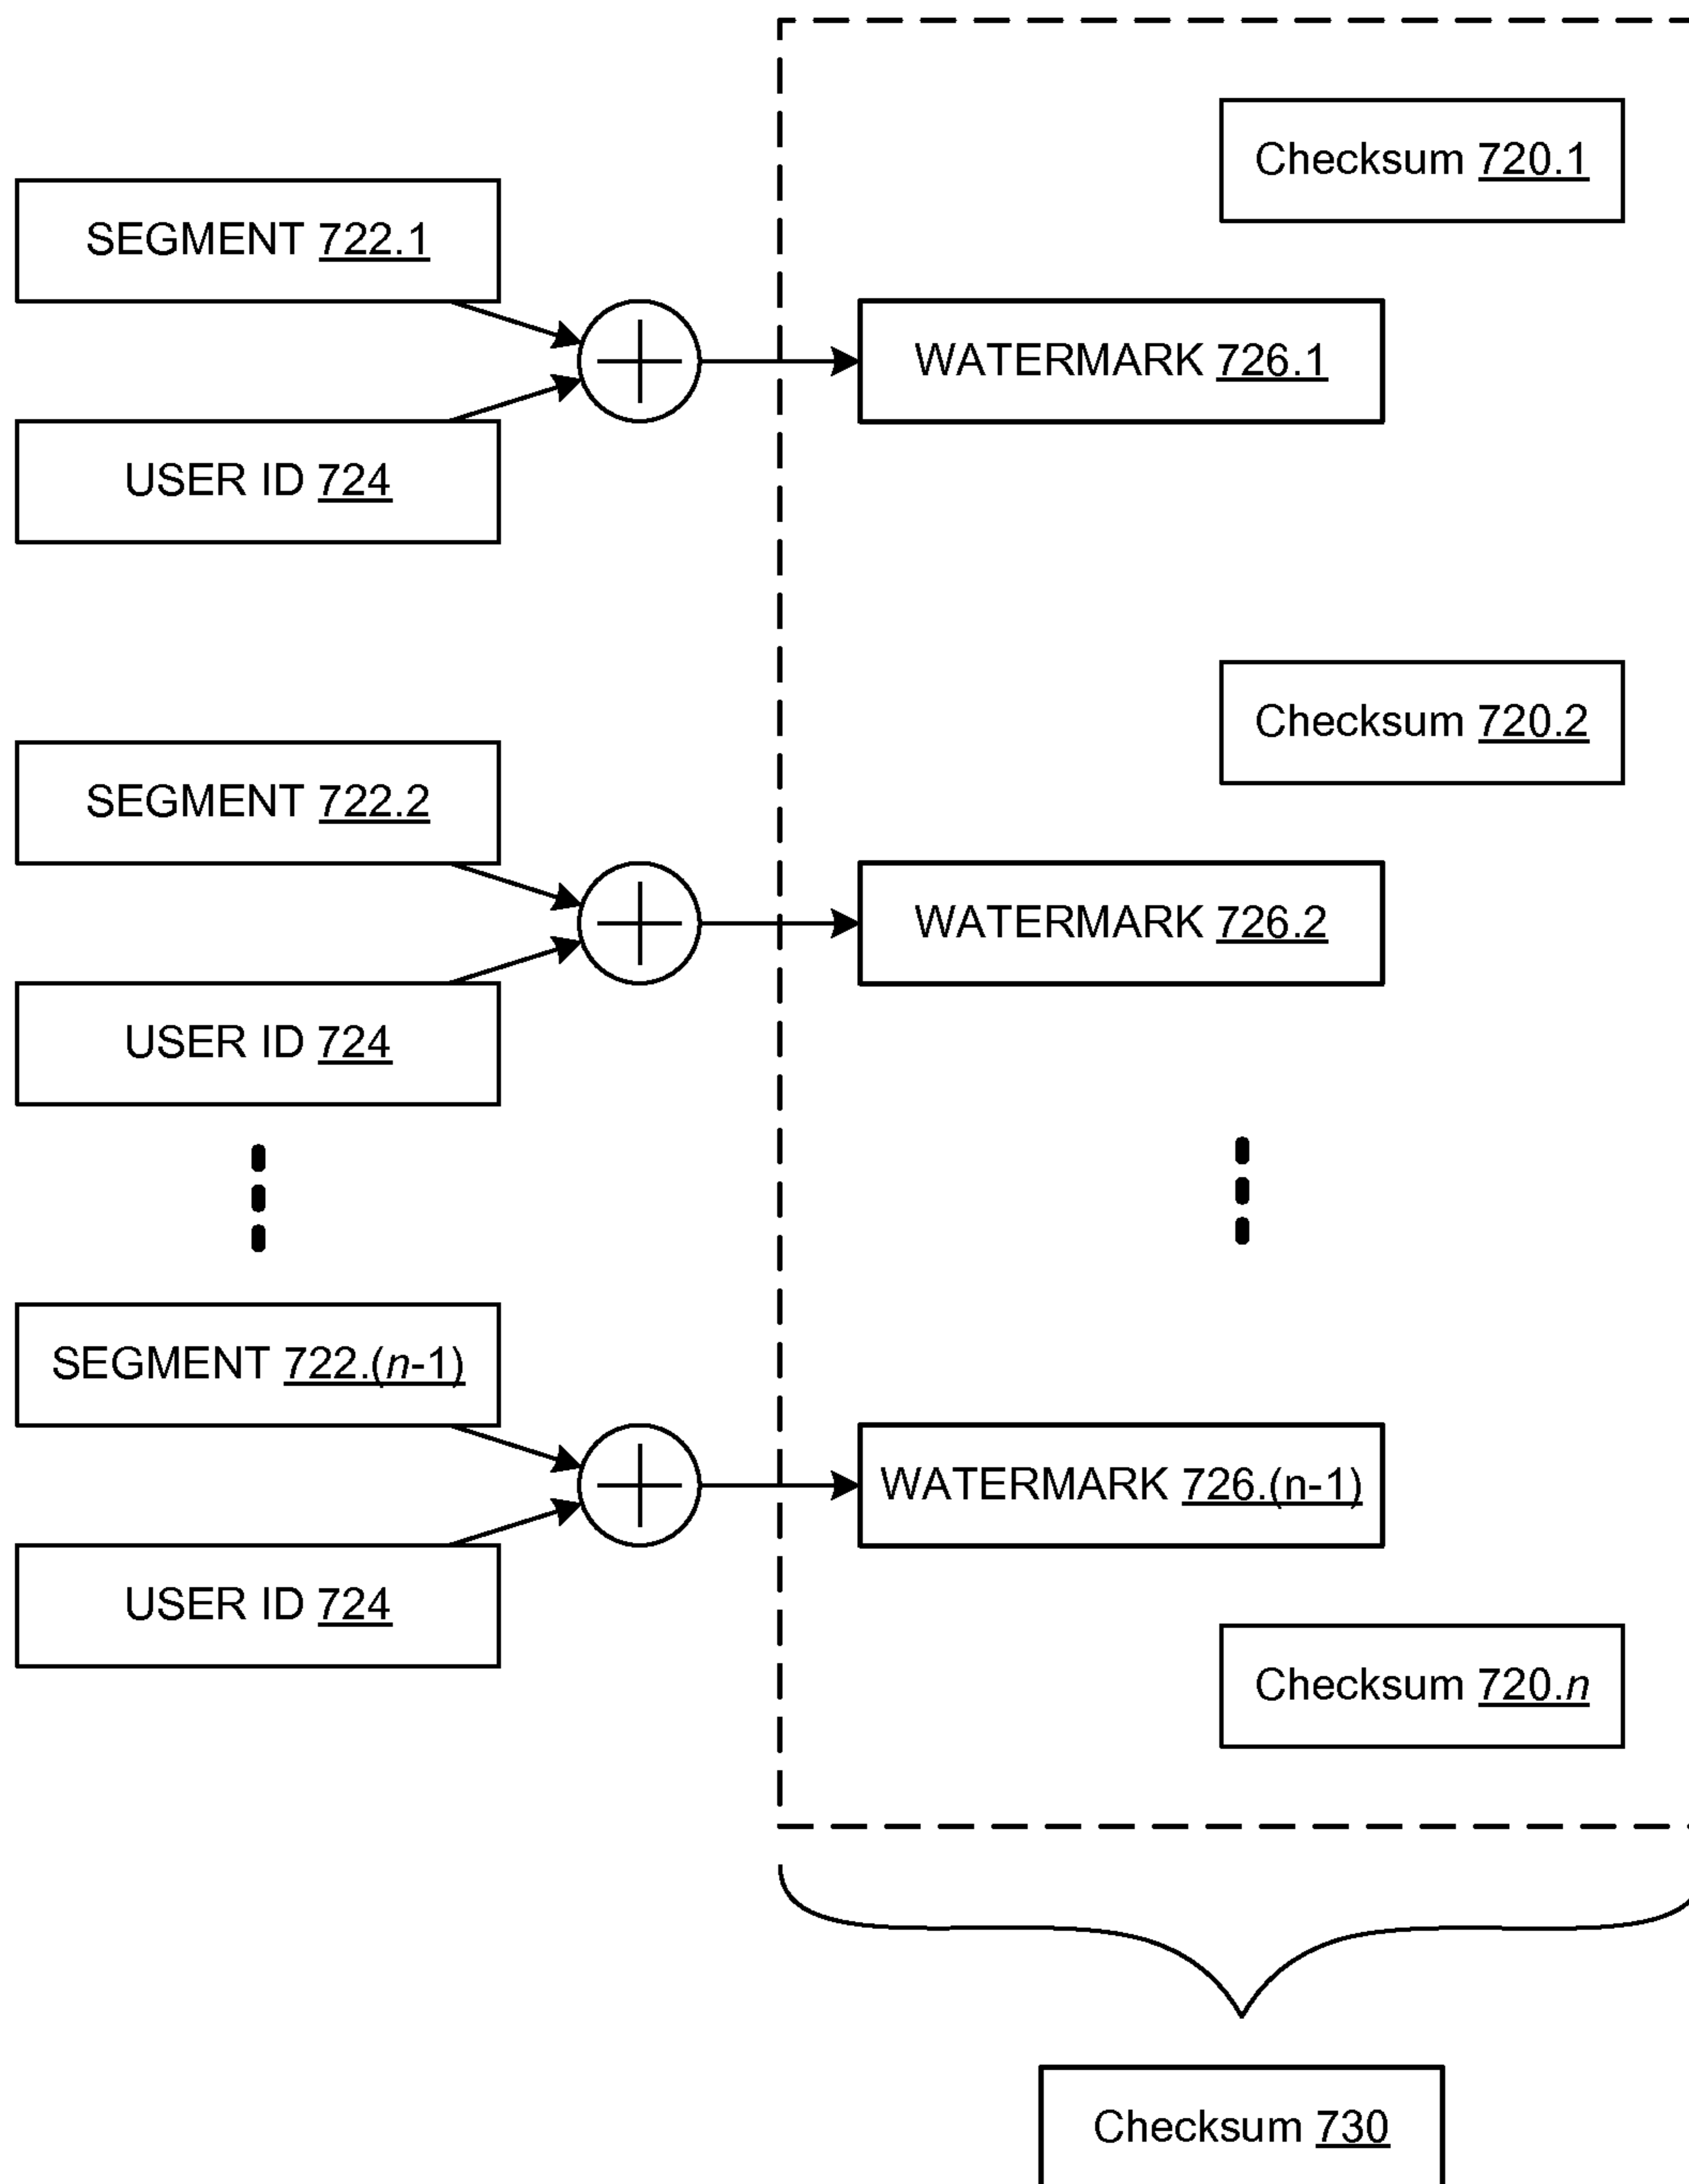 Checksum 720.1
SEGMENT 722.1
WATERMARK 726.1
USER ID 724
Checksum 720.2
SEGMENT 722.2
WATERMARK 726.2
USER ID 724
SEGMENT 722.(n-1)
WATERMARK 726.(n-1)
USER ID 724
Checksum 720.n
Checksum 730